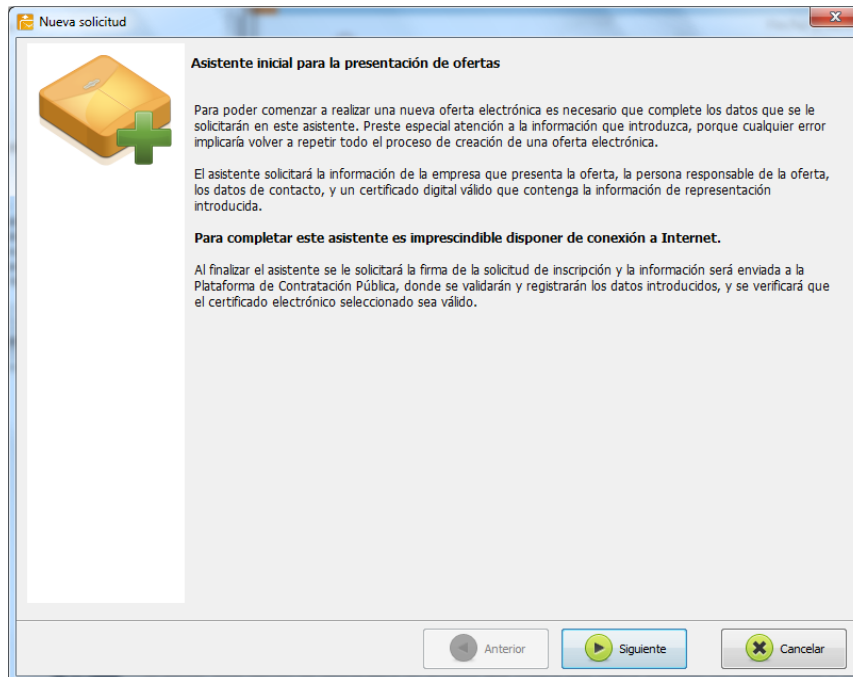 Nueva solicitud
Asistente inicial para la presentación de ofertas
Para poder comenzar a realizar una nueva oferta electrónica es necesario que complete los datos que se le
solicitarán en este asistente. Preste especial atención a la información que introduzca, porque cualquier error
implicaría volver a repetir todo el proceso de creación de una oferta electrónica.
El asistente solicitará la información de la empresa que presenta la oferta, la persona responsable de la oferta,
los datos de contacto, y un certificado digital válido que contenga la información de representación
introducida.
Para completar este asistente es imprescindible disponer de conexión a Internet.
Al finalizar el asistente se le solicitará la firma de la solicitud de inscripción y la información será enviada a la
Plataforma de Contratación Pública, donde se validarán y registrarán los datos introducidos, y se verificará que
el certificado electrónico seleccionado sea válido.
Anterior
Siguiente
Cancelar